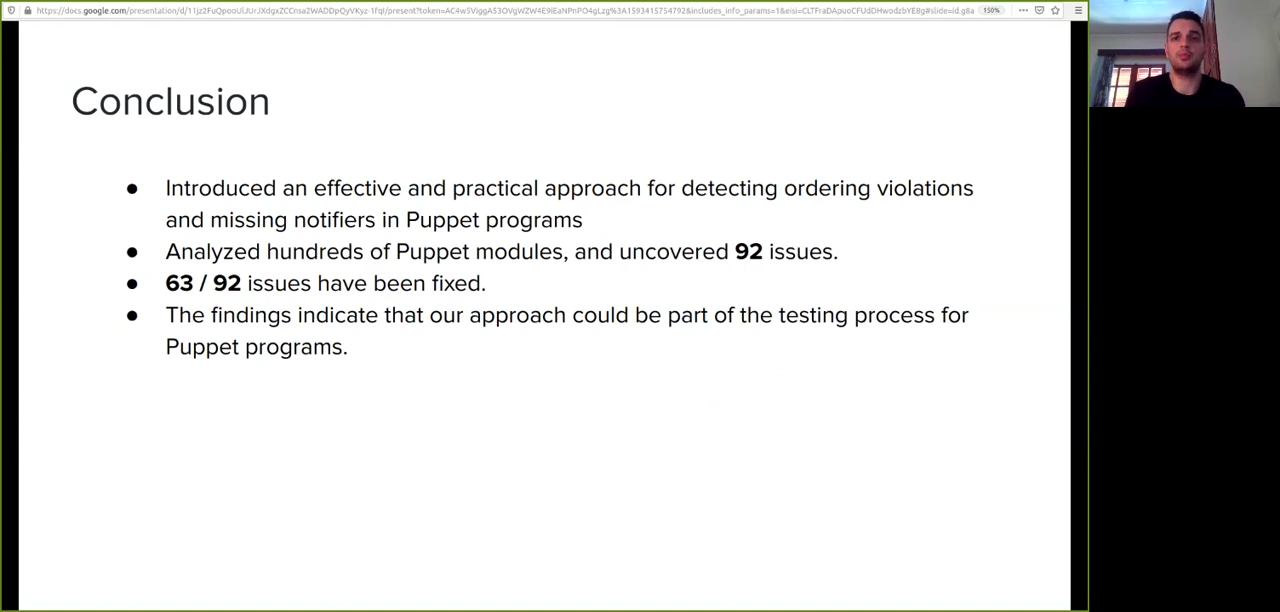 150%
Conclusion
● Introduced an effective and practical approach for detecting ordering violations
and missing notifiers in Puppet programs
● Analyzed hundreds of Puppet modules, and uncovered 92 issues.
● 63 / 92 issues have been fixed.
● The findings indicate that our approach could be part of the testing process for
Puppet programs.